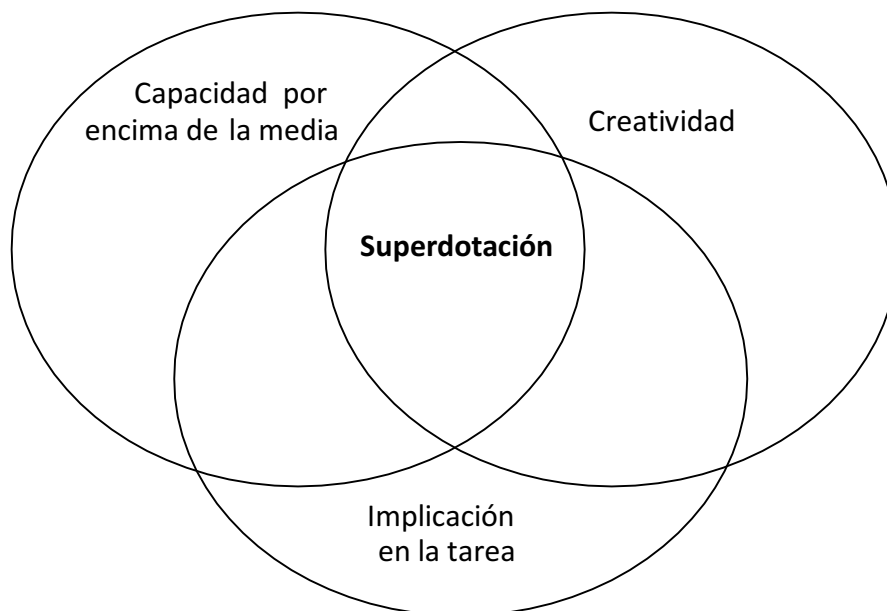 Capacidad por
encima de la media
Creatividad
Superdotación
Implicación
en la tarea